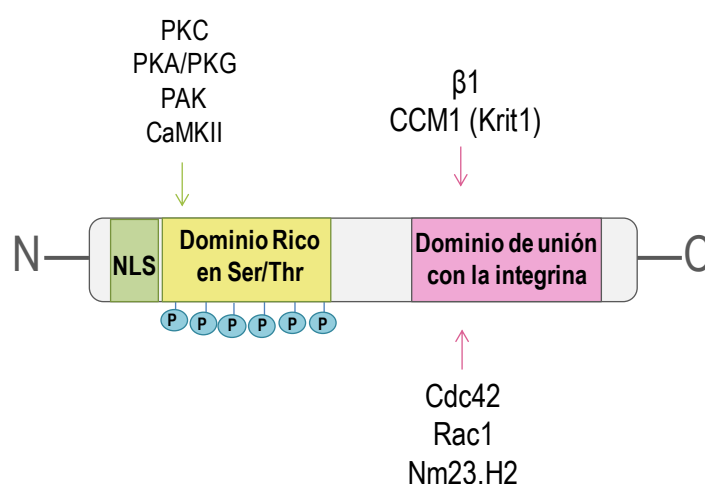 PKC
PKA/PKG
PAK
CaMKII
β1
CCM1 (Krit1)
N
NLS
Dominio Rico
en Ser/Thr
Dominio de unión
con la integrina
C
P P P P P P
Cdc42
Rac1
Nm23.H2